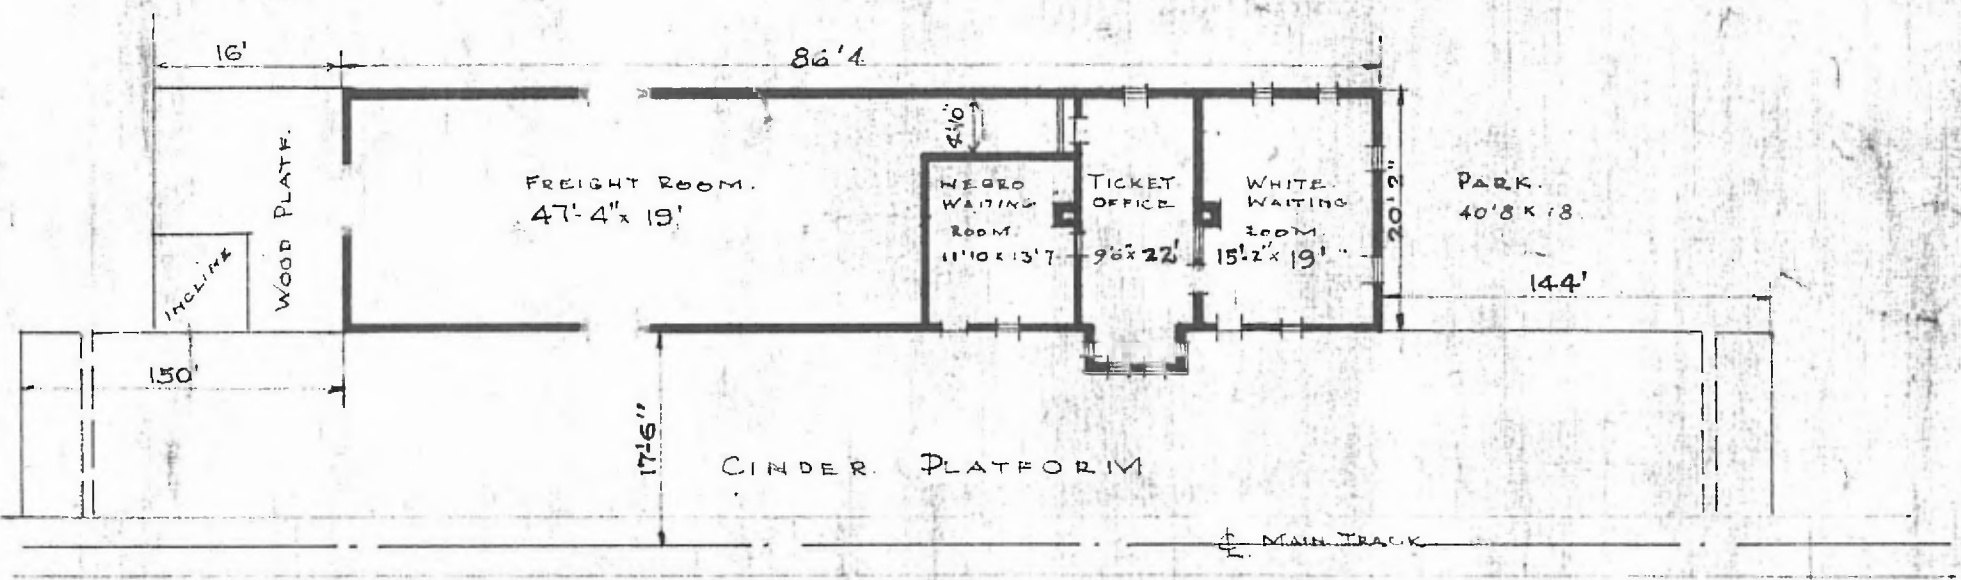 16'
86'4
WOOD PLATF.
INCLINE
150'
FREIGHT ROOM.
47'-4" x 19'
4'-10"
NEGRO
WAITING
ROOM.
11'10 x 13'7
TICKET
OFFICE
9'6" x 22'
WHITE
WAITING
ROOM.
15'-2" x 19'
20'2"
PARK.
40'8 x 18
144'
17'-6"
CINDER. PLATFORM
℄ MAIN TRACK